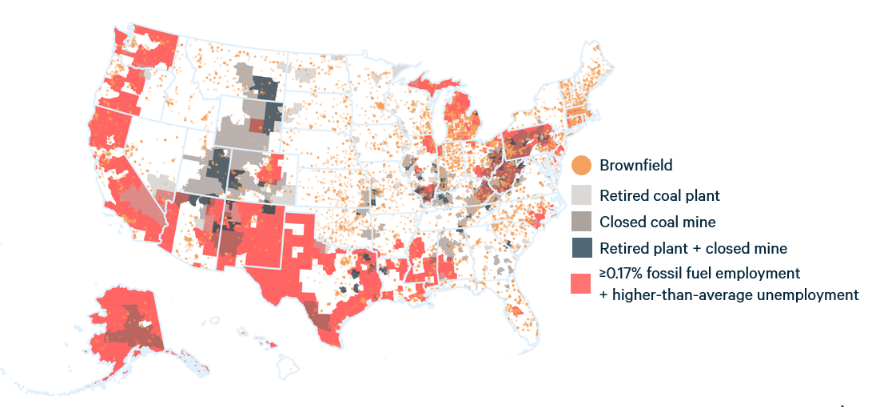 Brownfield
Retired coal plant
Closed coal mine
Retired plant + closed mine
≥0.17% fossil fuel employment
+ higher-than-average unemployment